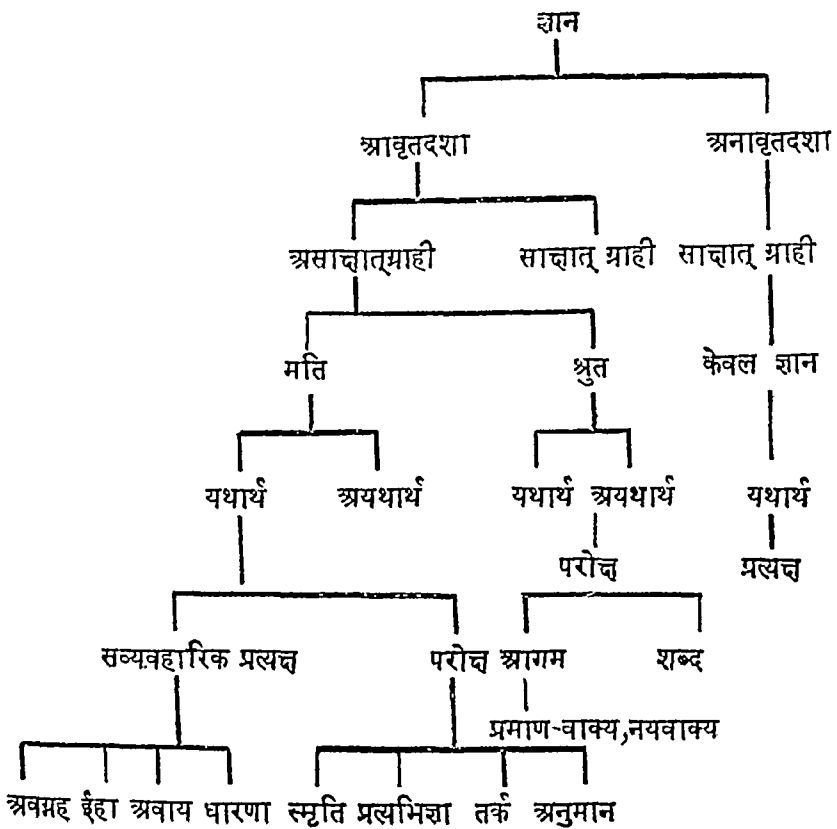 ज्ञान
आवृतदशा अनावृतदशा
असाक्षात्‌ग्राही साक्षात् ग्राही साक्षात् ग्राही
मति श्रुत केवल ज्ञान
यथार्थ अयथार्थ यथार्थ अयथार्थ यथार्थ
परोक्ष प्रत्यक्ष
सव्यवहारिक प्रत्यक्ष परोक्ष आगम शब्द
प्रमाण-वाक्य,नयवाक्य
अवग्रह ईहा अवाय धारणा स्मृति प्रत्यभिज्ञा तर्क अनुमान